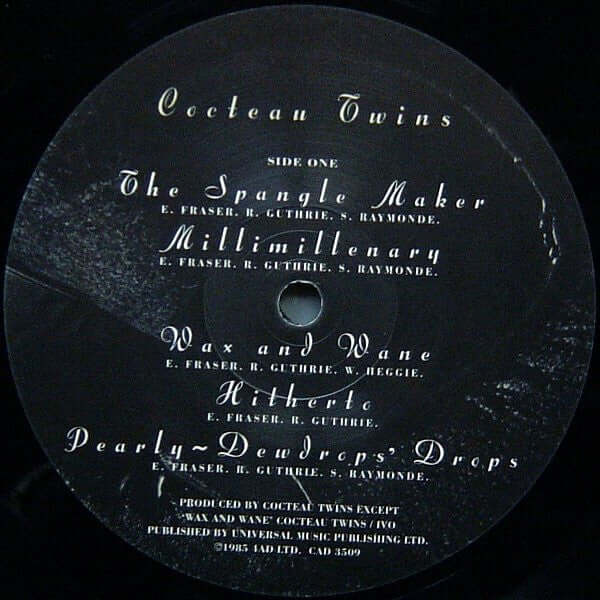 Cocteau Twins
SIDE ONE
The Spangle Maker
E. FRASER. R. GUTHRIE. S. RAYMONDE.
Millimillenary
E. FRASER. R. GUTHRIE. S. RAYMONDE.
Wax and Wane
E. FRASER. R. GUTHRIE. W. HEGGIE.
Hitherto
E. FRASER. R. GUTHRIE.
Pearly~Dewdrops' Drops
E. FRASER. R. GUTHRIE. S. RAYMONDE.
PRODUCED BY COCTEAU TWINS EXCEPT
'WAX AND WANE' COCTEAU TWINS / IVO
PUBLISHED BY UNIVERSAL MUSIC PUBLISHING LTD.
©1985 4AD LTD. CAD 3509